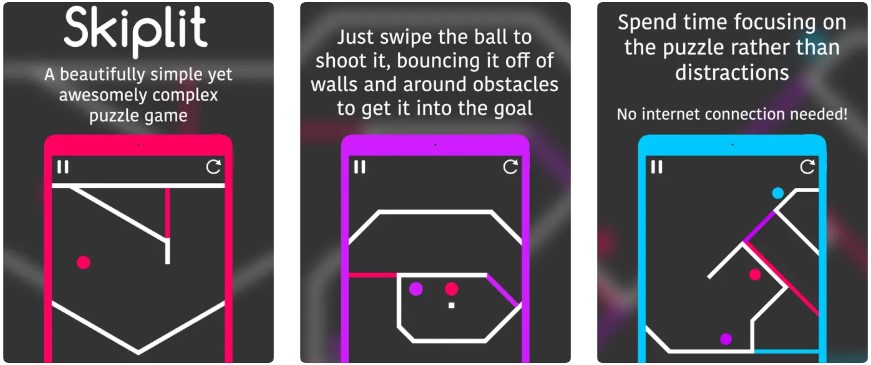 Skiplit
A beautifully simple yet
awesomely complex
puzzle game
Just swipe the ball to
shoot it, bouncing it off of
walls and around obstacles
to get it into the goal
Spend time focusing on
the puzzle rather than
distractions
No internet connection needed!